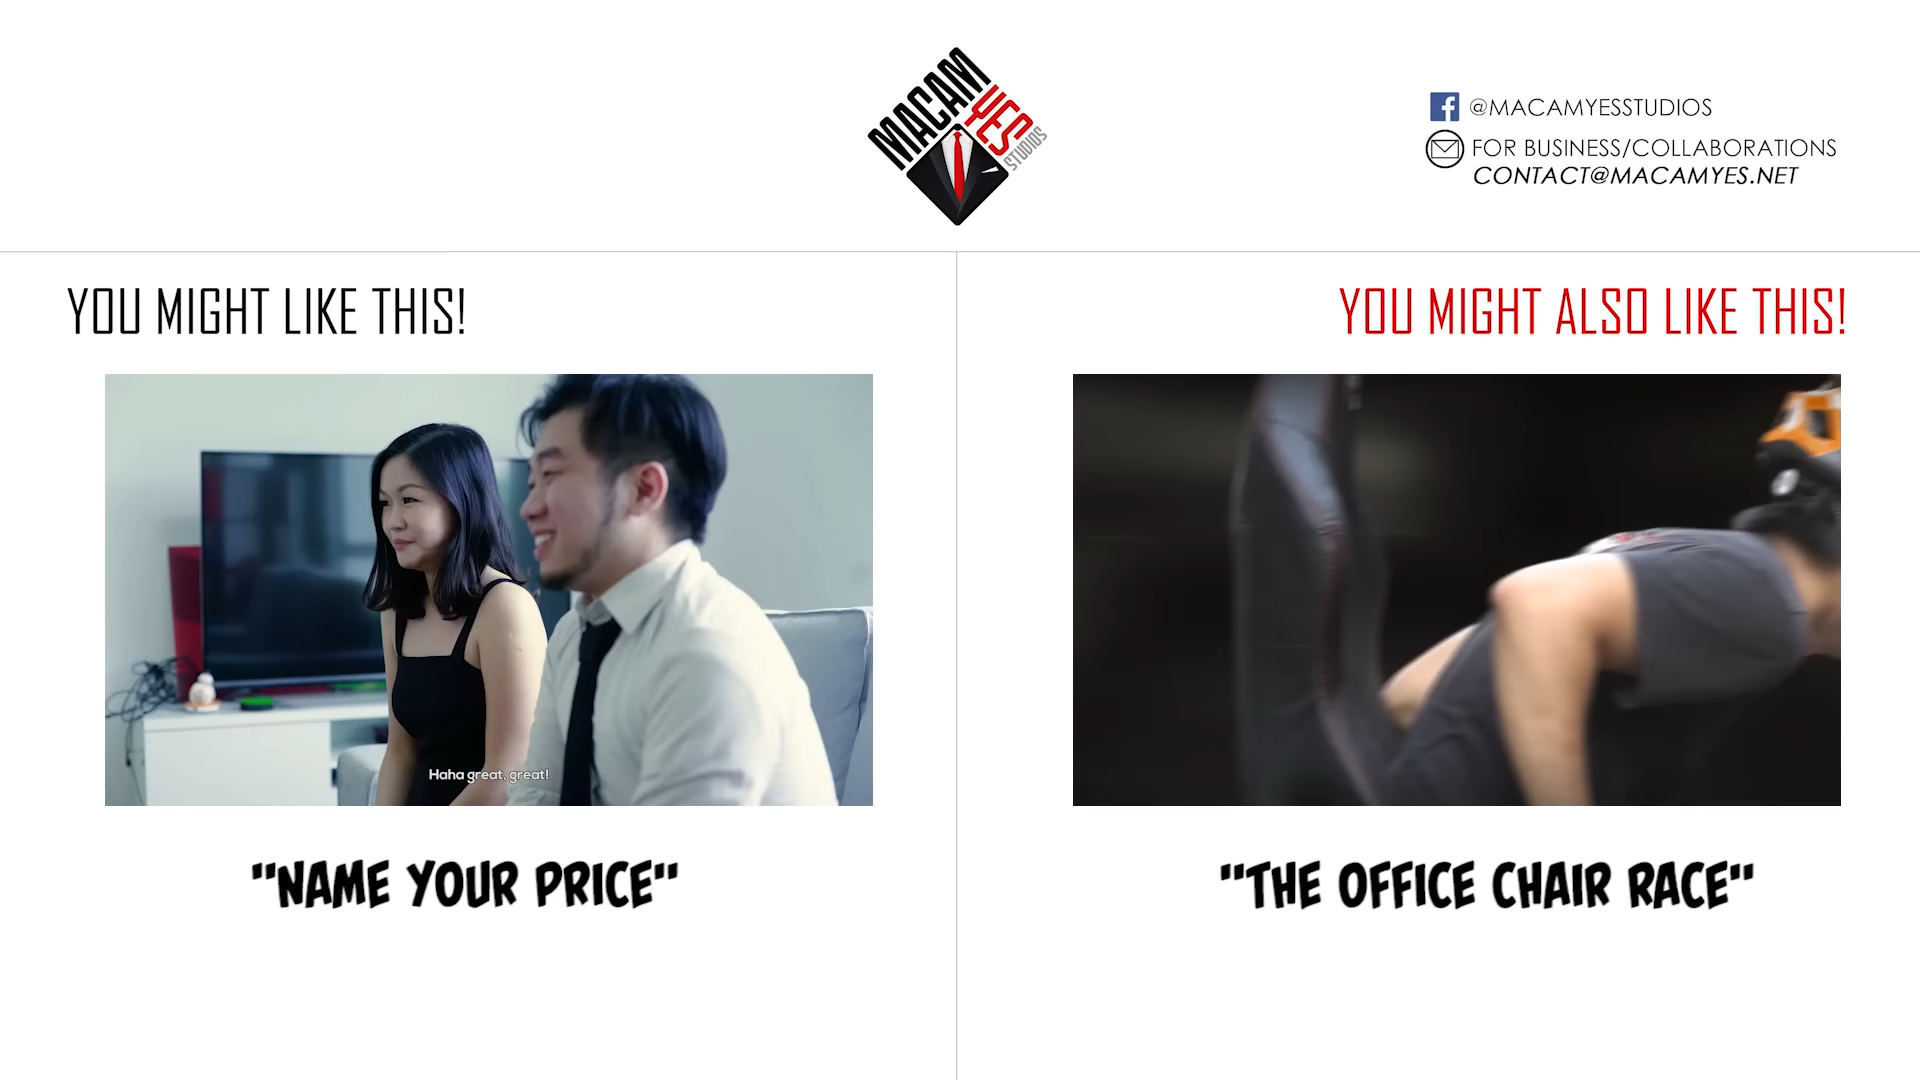 MACAM
YES
STUDIOS
@MACAMYESSTUDIOS
FOR BUSINESS/COLLABORATIONS
CONTACT@MACAMYES.NET
YOU MIGHT LIKE THIS!
YOU MIGHT ALSO LIKE THIS!
Haha great, great!
"NAME YOUR PRICE"
"THE OFFICE CHAIR RACE"